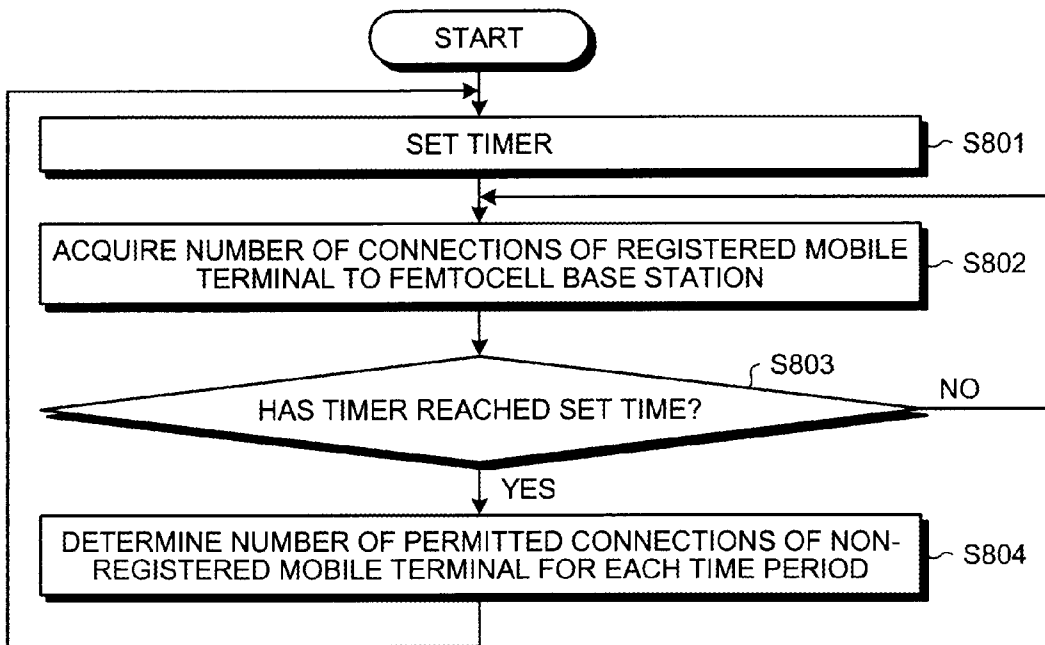 START
SET TIMER
S801
ACQUIRE NUMBER OF CONNECTIONS OF REGISTERED MOBILE
TERMINAL TO FEMTOCELL BASE STATION
S802
S803
HAS TIMER REACHED SET TIME?
NO
YES
DETERMINE NUMBER OF PERMITTED CONNECTIONS OF NON-
REGISTERED MOBILE TERMINAL FOR EACH TIME PERIOD
S804